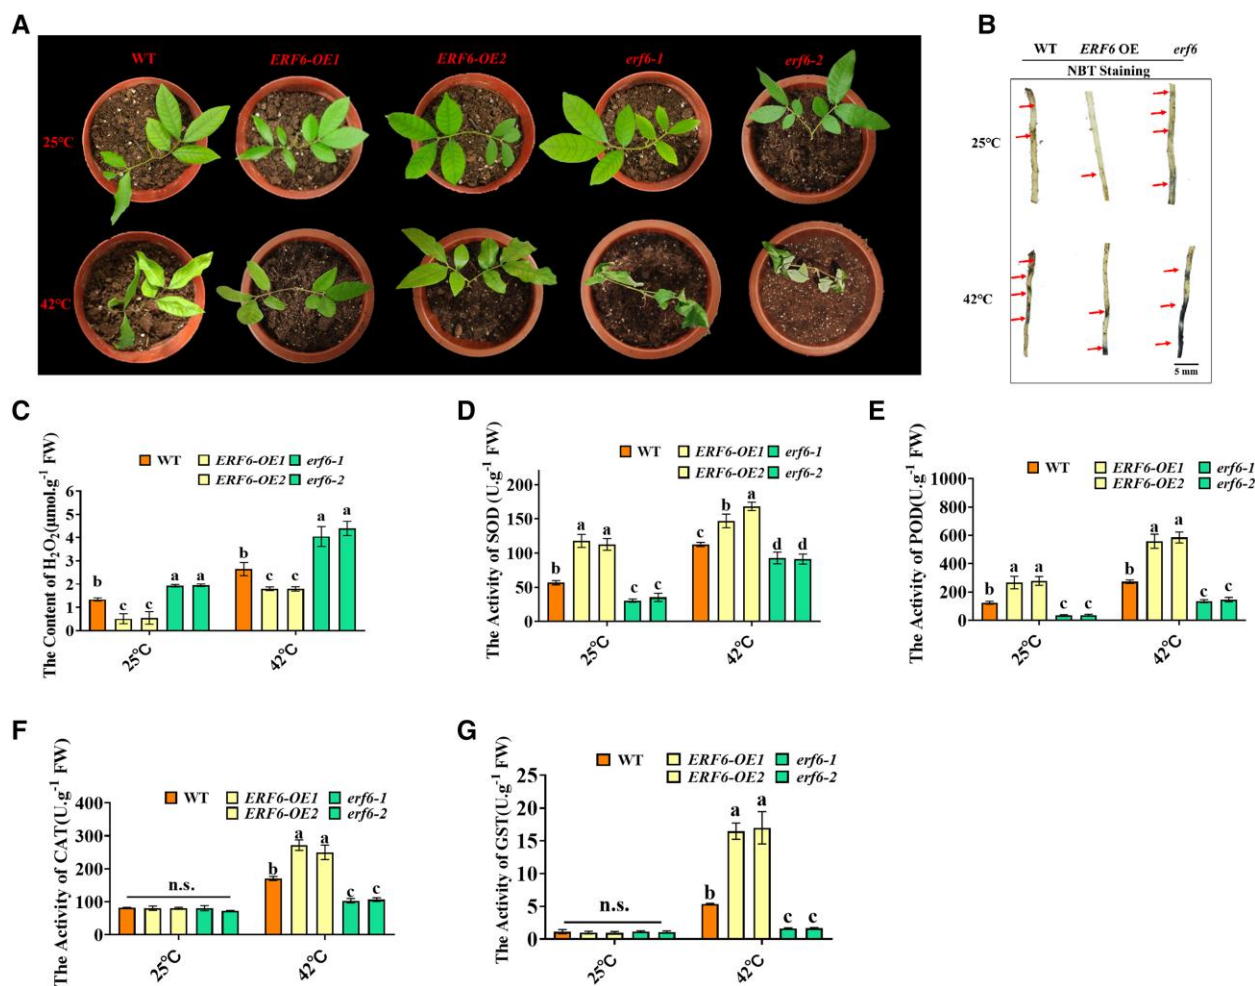 A
WT ERF6-OE1 ERF6-OE2 erf6-1 erf6-2
25°C
42°C
B
WT ERF6 OE erf6
NBT Staining
25°C
42°C
5 mm
C
WT ERF6-OE1 erf6-1
ERF6-OE2 erf6-2
The Content of H₂O₂(μmol.g⁻¹ FW)
6
5
4
3
2
1
0
b c c a a
b c c a a
25°C 42°C
D
WT ERF6-OE1 erf6-1
ERF6-OE2 erf6-2
The Activity of SOD (U.g⁻¹ FW)
200
150
100
50
0
b a a c c
c b a d d
25°C 42°C
E
WT ERF6-OE1 erf6-1
ERF6-OE2 erf6-2
The Activity of POD(U.g⁻¹ FW)
1000
800
600
400
200
0
b a a c c
b a a c c
25°C 42°C
F
WT ERF6-OE1 erf6-1
ERF6-OE2 erf6-2
The Activity of CAT(U.g⁻¹ FW)
400
300
200
100
0
n.s.
b a a c c
25°C 42°C
G
WT ERF6-OE1 erf6-1
ERF6-OE2 erf6-2
The Activity of GST(U.g⁻¹ FW)
25
20
15
10
5
0
n.s.
b a a c c
25°C 42°C